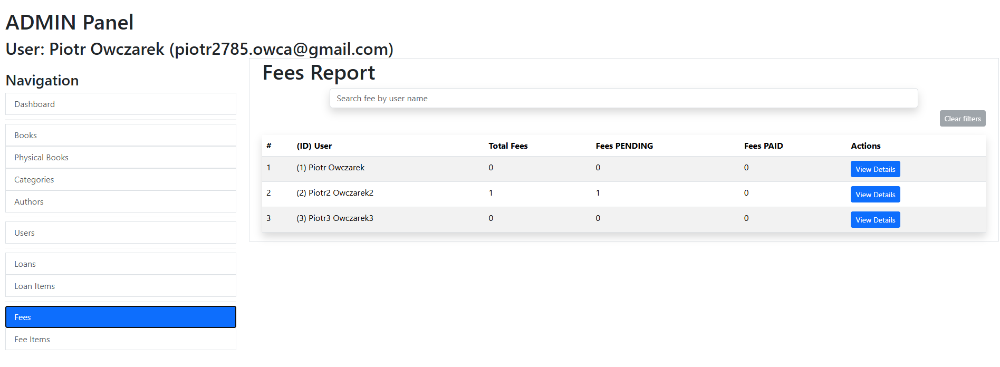 ADMIN Panel
User: Piotr Owczarek (piotr2785.owca@gmail.com)
Navigation
Dashboard
Books
Physical Books
Categories
Authors
Users
Loans
Loan Items
Fees
Fee Items
Fees Report
Search fee by user name
Clear filters
# (ID) User Total Fees Fees PENDING Fees PAID Actions
1 (1) Piotr Owczarek 0 0 0 View Details
2 (2) Piotr2 Owczarek2 1 1 0 View Details
3 (3) Piotr3 Owczarek3 0 0 0 View Details